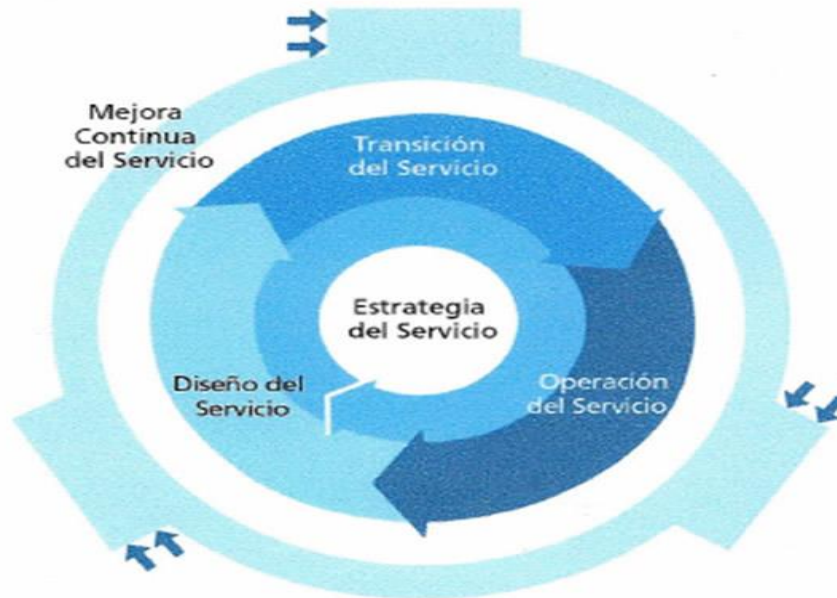 Mejora
Continua
del Servicio
Transición
del Servicio
Estrategia
del Servicio
Diseño del
Servicio
Operación
del Servicio